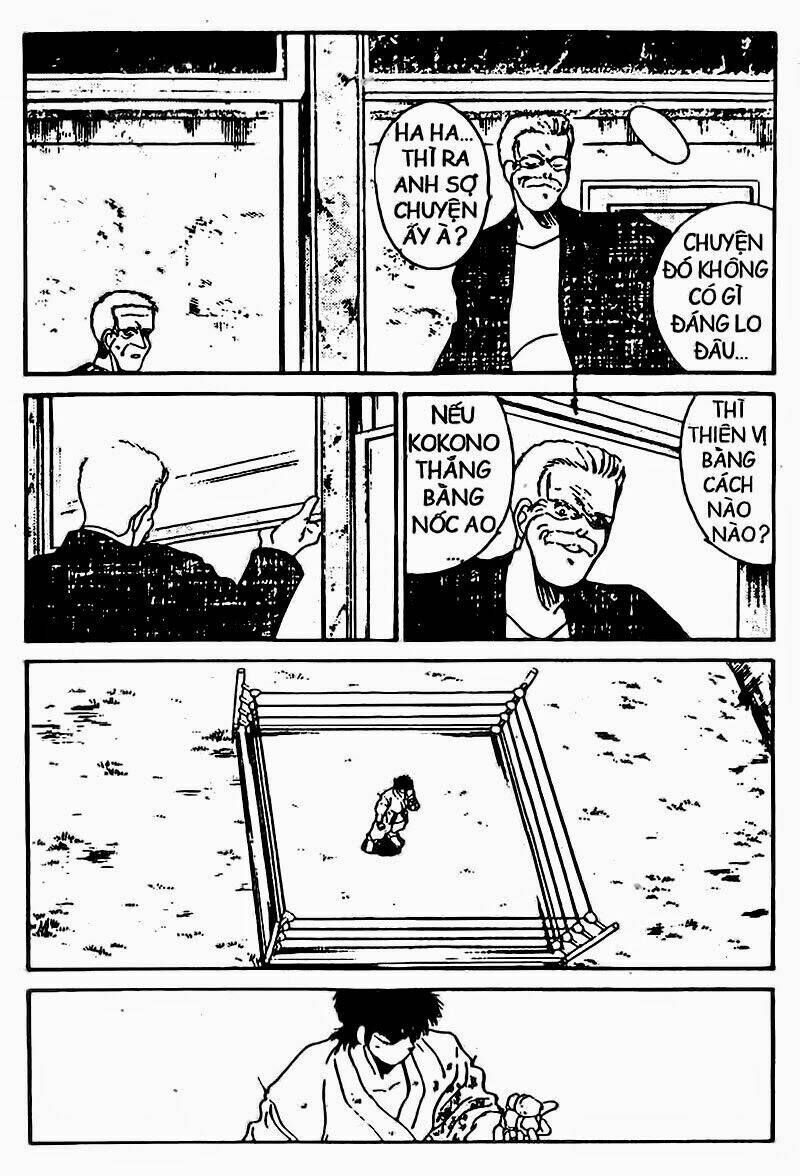 HA HA...
THÌ RA
ANH SỢ
CHUYỆN
ẤY À?
CHUYỆN
ĐÓ KHÔNG
CÓ GÌ
ĐÁNG LO
ĐÂU...
NẾU
KOKONO
THẮNG
BẰNG
NỐC AO
...
THÌ
THIÊN VỊ
BẰNG
CÁCH
NÀO
NÀO?